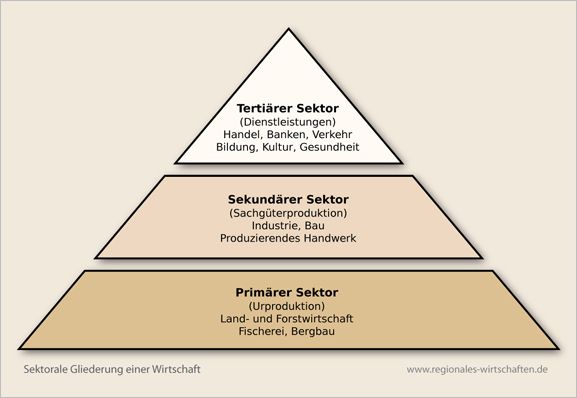 Tertiärer Sektor
(Dienstleistungen)
Handel, Banken, Verkehr
Bildung, Kultur, Gesundheit
Sekundärer Sektor
(Sachgüterproduktion)
Industrie, Bau
Produzierendes Handwerk
Primärer Sektor
(Urproduktion)
Land- und Forstwirtschaft
Fischerei, Bergbau
Sektorale Gliederung einer Wirtschaft
www.regionales-wirtschaften.de